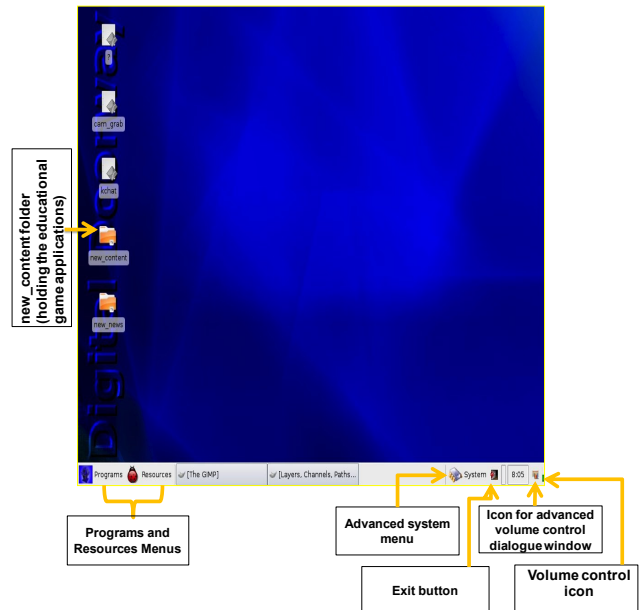 ?
cam_grab
kchat
new_content folder
(holding the educational
game applications)
new_content
new_news
Digital
Programs Resources [The GIMP] [Layers, Channels, Paths... System 8:05
Programs and
Resources Menus
Advanced system
menu
Icon for advanced
volume control
dialogue window
Exit button
Volume control
icon